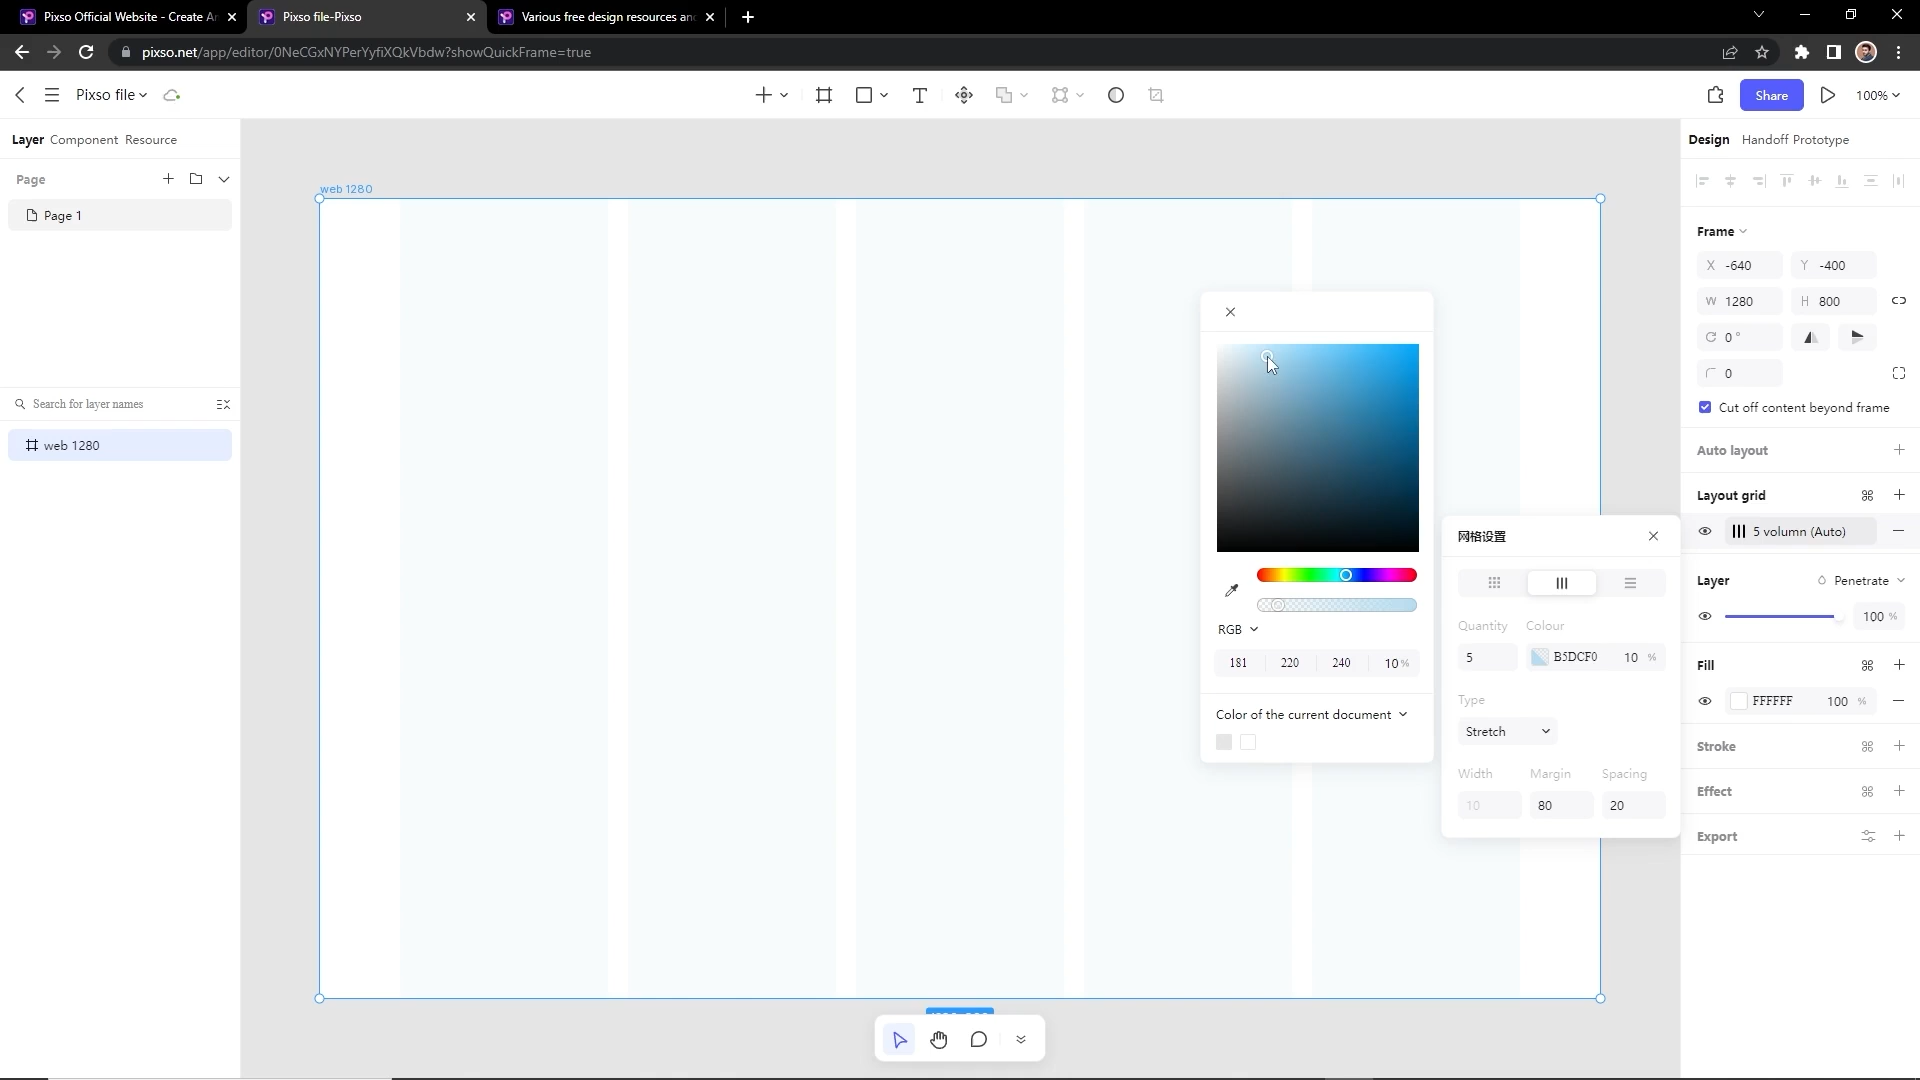 Pixso Official Website - Create Ar
Pixso file-Pixso
Various free design resources an
pixso.net/app/editor/0NeCGxNYPerYyfiXQkVbdw?showQuickFrame=true
Pixso file
Share
100%
Layer Component Resource
Page
Page 1
Search for layer names
web 1280
web 1280
Design Handoff Prototype
Frame
X -640 Y -400
W 1280 H 800
0 °
0
Cut off content beyond frame
Auto layout
Layout grid
5 volumn (Auto)
Layer Penetrate
100 %
Fill
FFFFFF 100 %
Stroke
Effect
Export
RGB
181 220 240 10 %
Color of the current document
网格设置
Quantity Colour
5 B5DCF0 10 %
Type
Stretch
Width Margin Spacing
10 80 20